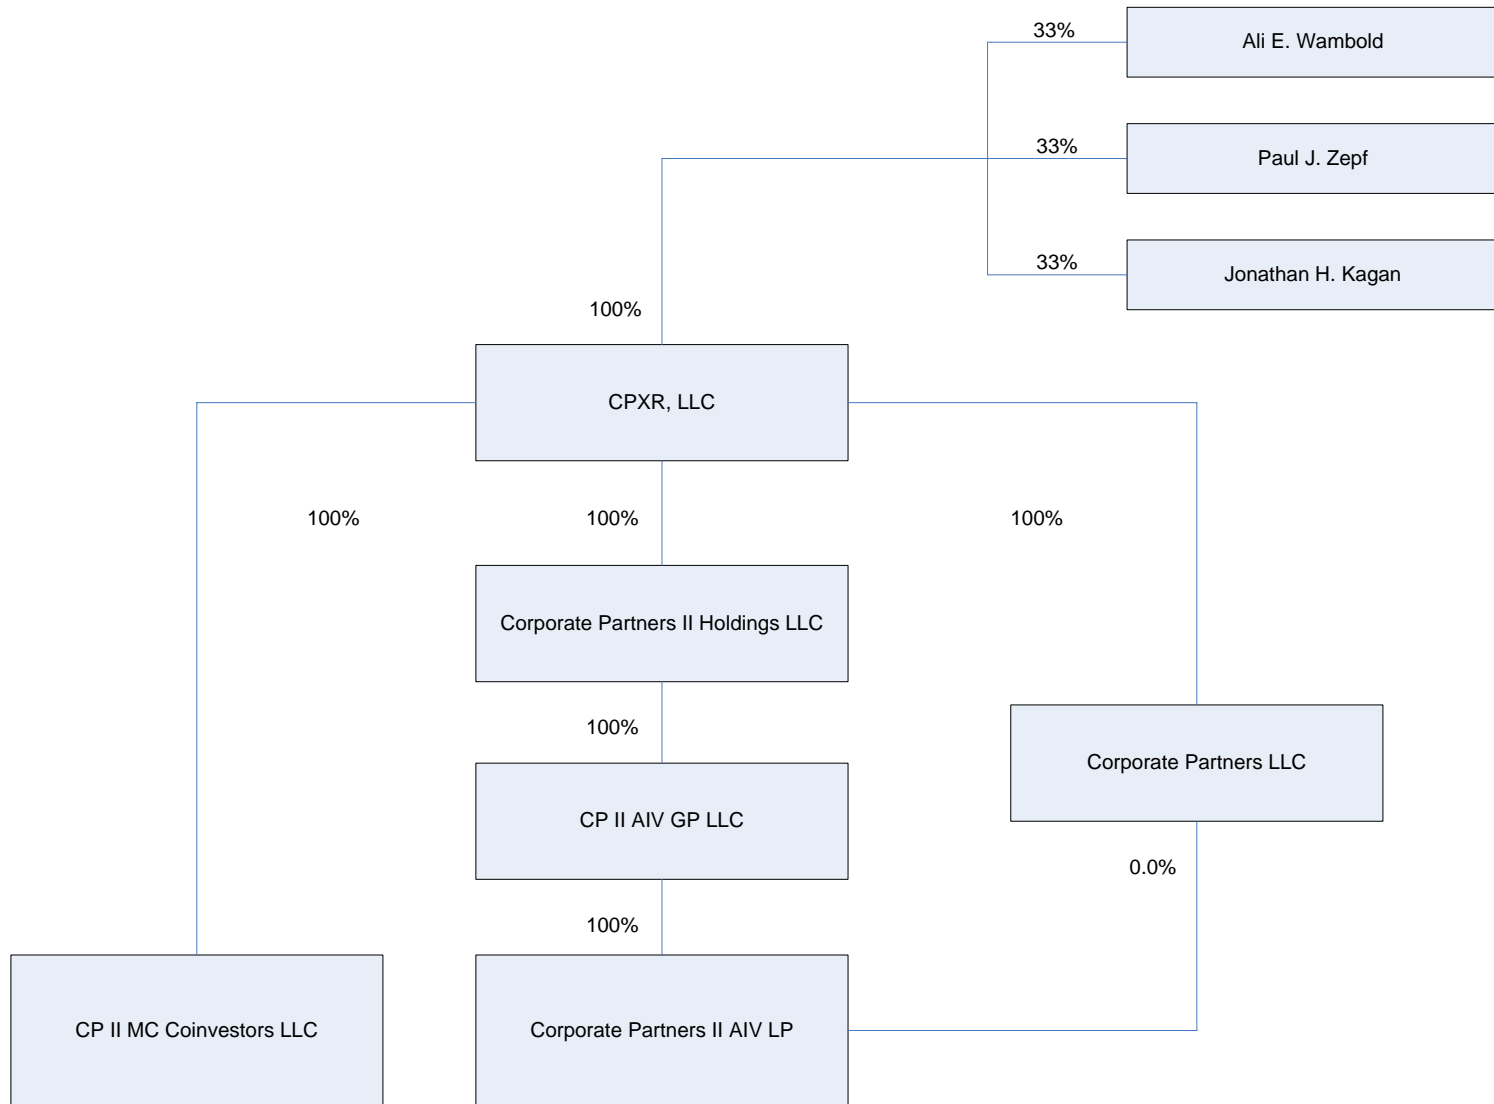 33%
Ali E. Wambold
33%
Paul J. Zepf
33%
Jonathan H. Kagan
100%
CPXR, LLC
100%
100%
100%
Corporate Partners II Holdings LLC
100%
Corporate Partners LLC
CP II AIV GP LLC
0.0%
100%
CP II MC Coinvestors LLC
Corporate Partners II AIV LP